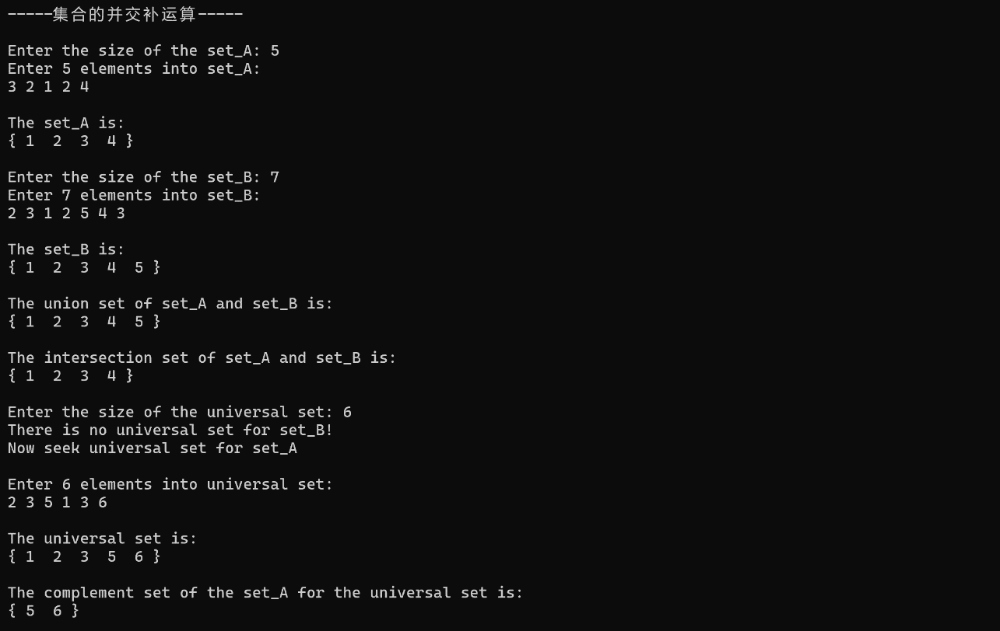 -----集合的并交补运算-----
Enter the size of the set_A: 5
Enter 5 elements into set_A:
3 2 1 2 4
The set_A is:
{ 1  2  3  4 }
Enter the size of the set_B: 7
Enter 7 elements into set_B:
2 3 1 2 5 4 3
The set_B is:
{ 1  2  3  4  5 }
The union set of set_A and set_B is:
{ 1  2  3  4  5 }
The intersection set of set_A and set_B is:
{ 1  2  3  4 }
Enter the size of the universal set: 6
There is no universal set for set_B!
Now seek universal set for set_A
Enter 6 elements into universal set:
2 3 5 1 3 6
The universal set is:
{ 1  2  3  5  6 }
The complement set of the set_A for the universal set is:
{ 5  6 }